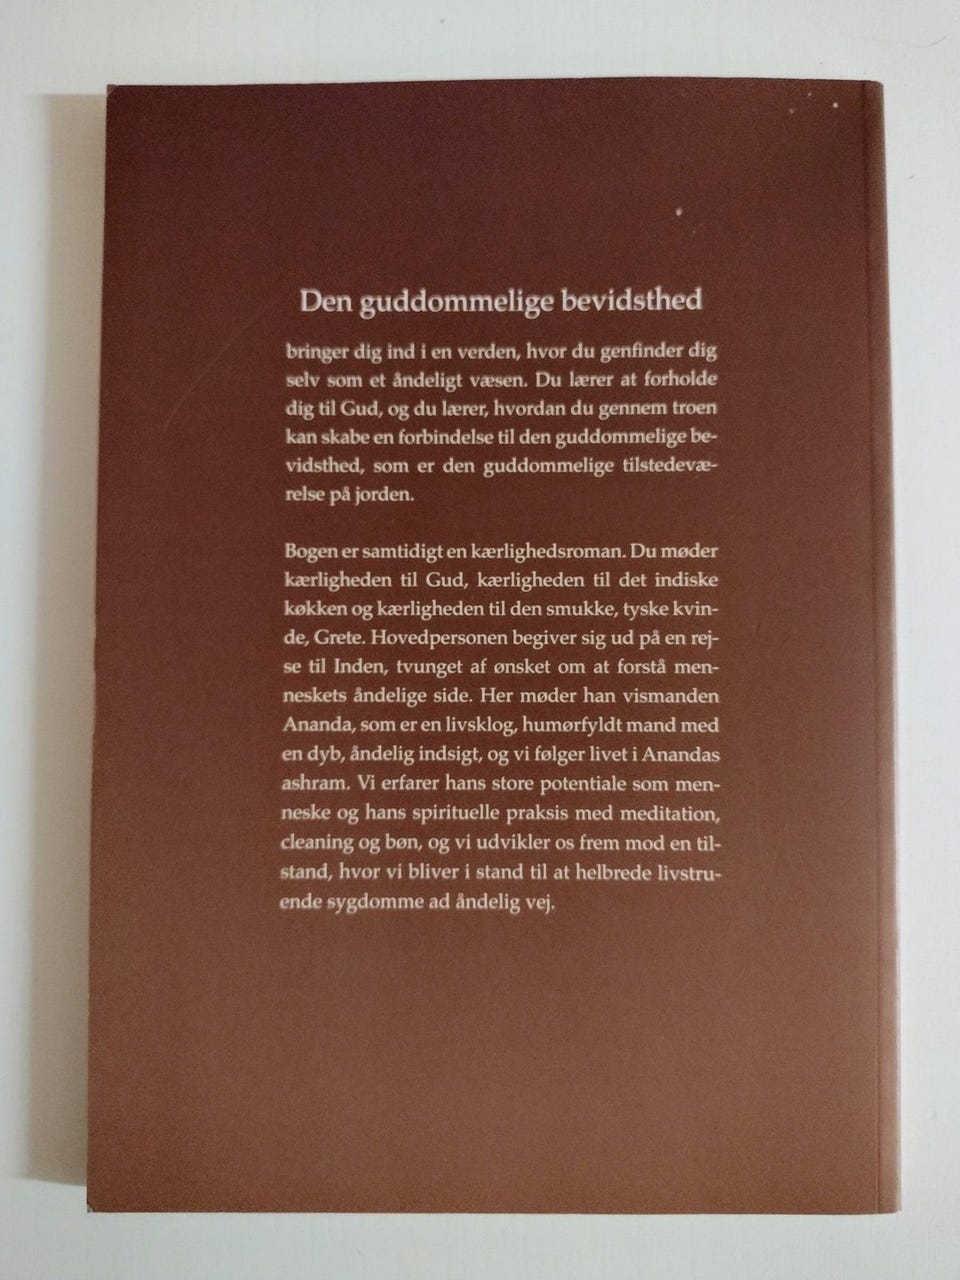 Den guddommelige bevidsthed
bringer dig ind i en verden, hvor du genfinder dig
selv som et åndeligt væsen. Du lærer at forholde
dig til Gud, og du lærer, hvordan du gennem troen
kan skabe en forbindelse til den guddommelige be-
vidsthed, som er den guddommelige tilstedevæ-
relse på jorden.
Bogen er samtidigt en kærlighedsroman. Du møder
kærligheden til Gud, kærligheden til det indiske
køkken og kærligheden til den smukke, tyske kvin-
de, Grete. Hovedpersonen begiver sig ud på en rej-
se til Inden, tvunget af ønsket om at forstå men-
neskets åndelige side. Her møder han vismanden
Ananda, som er en livsklog, humørfyldt mand med
en dyb, åndelig indsigt, og vi følger livet i Anandas
ashram. Vi erfarer hans store potentiale som men-
neske og hans spirituelle praksis med meditation,
cleaning og bøn, og vi udvikler os frem mod en til-
stand, hvor vi bliver i stand til at helbrede livstru-
ende sygdomme ad åndelig vej.